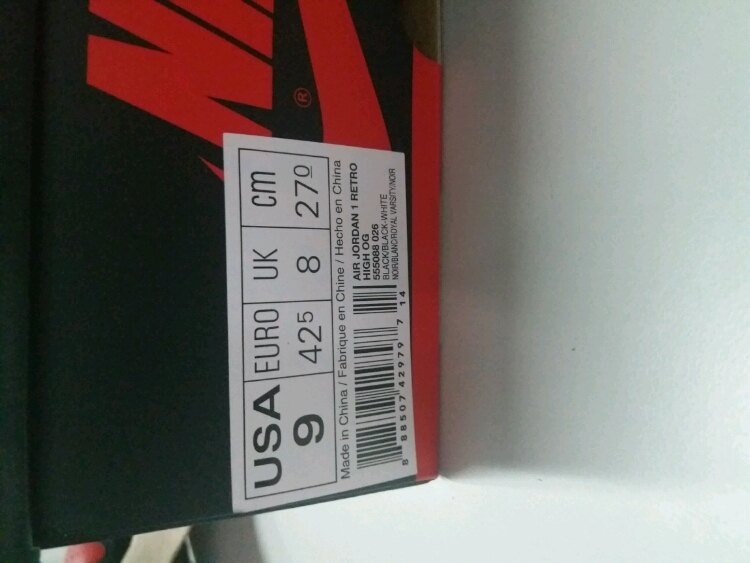 NIKE
®
USA EURO UK cm
9 42⁵ 8 27⁰
Made in China / Fabriqué en Chine / Hecho en China
AIR JORDAN 1 RETRO
HIGH OG
555088 026
BLACK/BLACK-WHITE
NOIR/BLANC/ROYAL VARSITY/NOIR
8 88507 42979 7 14